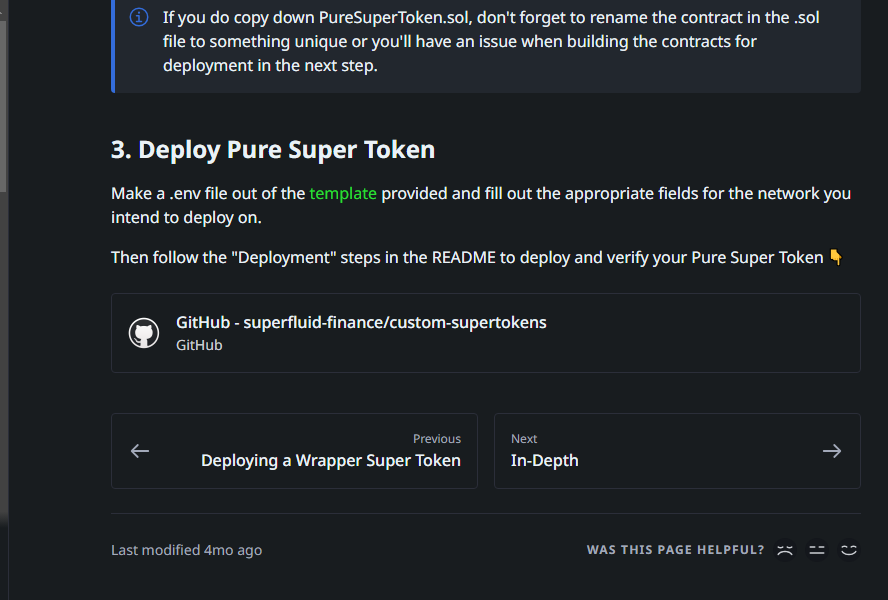 If you do copy down PureSuperToken.sol, don't forget to rename the contract in the .sol
file to something unique or you'll have an issue when building the contracts for
deployment in the next step.
3. Deploy Pure Super Token
Make a .env file out of the template provided and fill out the appropriate fields for the network you
intend to deploy on.
Then follow the "Deployment" steps in the README to deploy and verify your Pure Super Token 👇
GitHub - superfluid-finance/custom-supertokens
GitHub
Previous
Deploying a Wrapper Super Token
Next
In-Depth
Last modified 4mo ago
WAS THIS PAGE HELPFUL?